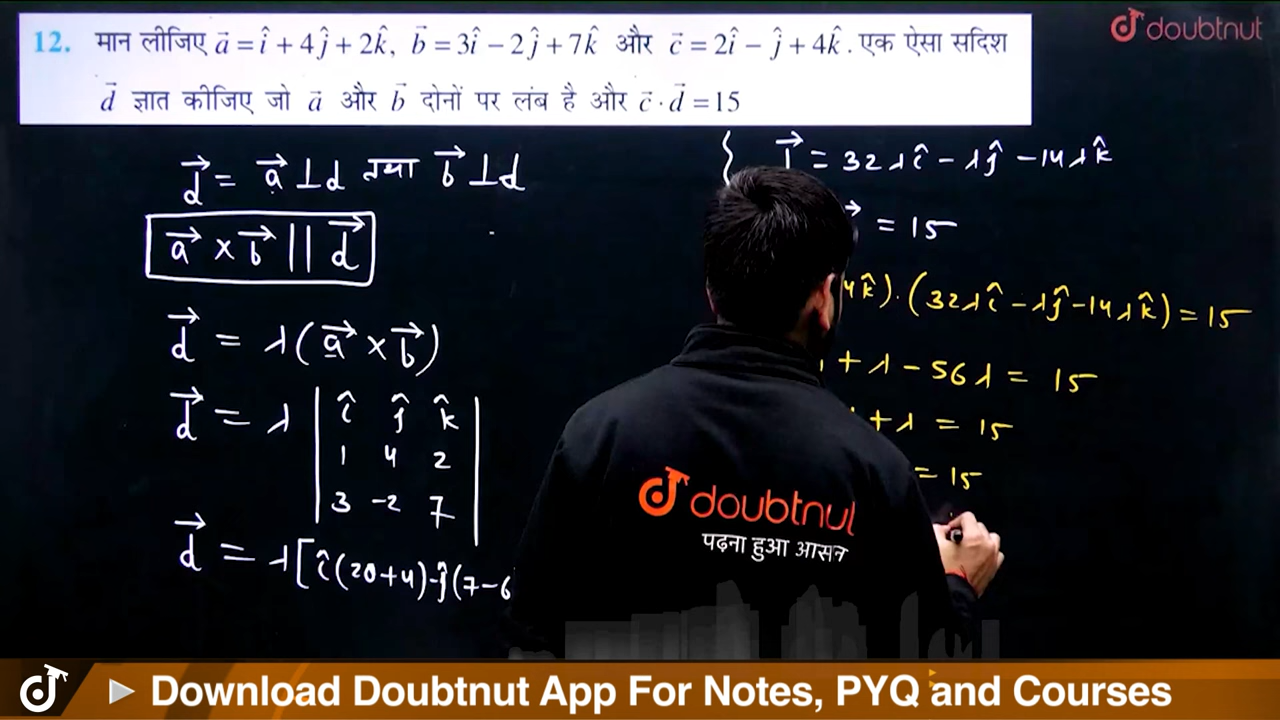 12. मान लीजिए a⃗ = î + 4ĵ + 2k̂, b⃗ = 3î − 2ĵ + 7k̂ और c⃗ = 2î − ĵ + 4k̂. एक ऐसा सदिश
d⃗ ज्ञात कीजिए जो a⃗ और b⃗ दोनों पर लंब है और c⃗ · d⃗ = 15
doubtnut
d⃗ = a⃗ ⊥ d तथा b⃗ ⊥ d
a⃗ × b⃗ || d⃗
d⃗ = λ(a⃗ × b⃗)
d⃗ = λ | î ĵ k̂
1 4 2
3 -2 7 |
d⃗ = λ[î(28+4)-ĵ(7-6
= 32λî − λĵ − 14λk̂
= 15
4k̂).(32λî − λĵ − 14λk̂) = 15
+ λ − 56λ = 15
+ λ = 15
= 15
doubtnut
पढ़ना हुआ आसान
Download Doubtnut App For Notes, PYQ and Courses